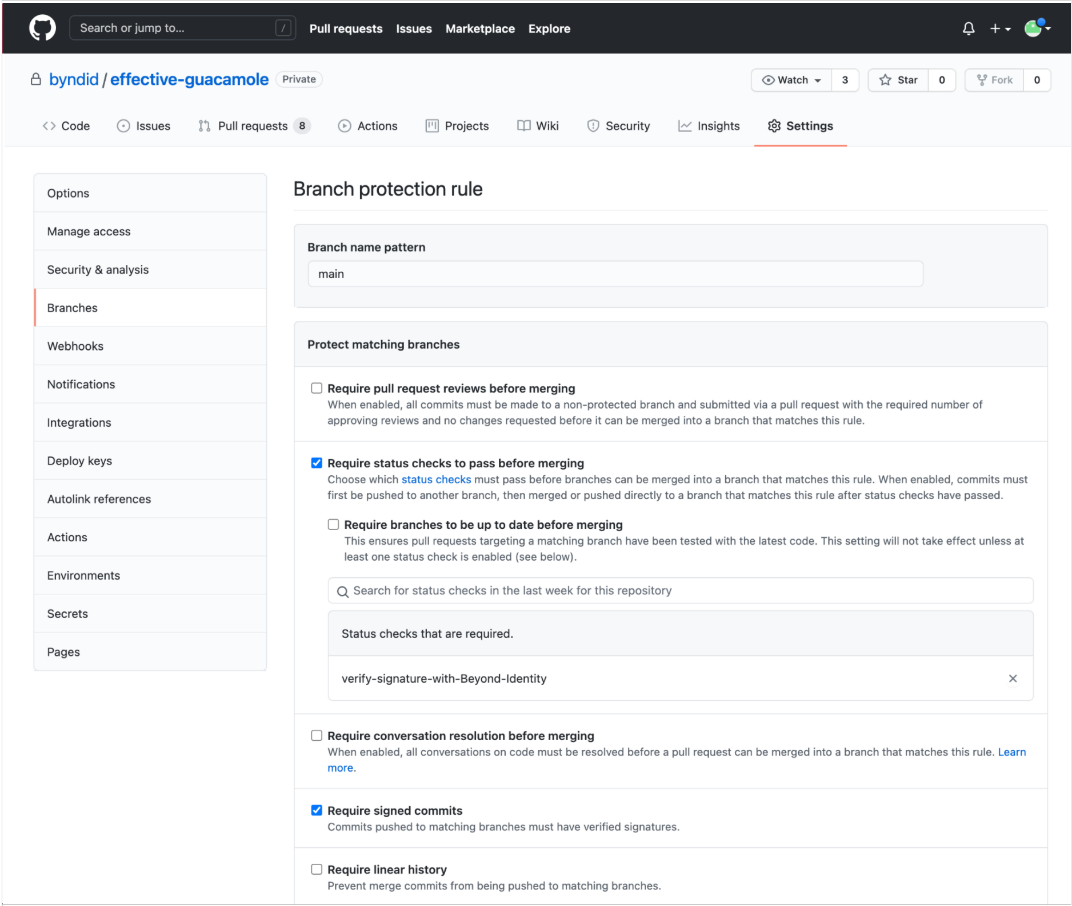 Search or jump to... /
Pull requests Issues Marketplace Explore
byndid / effective-guacamole Private
Watch 3 Star 0 Fork 0
Code Issues Pull requests 8 Actions Projects Wiki Security Insights Settings
Options
Manage access
Security & analysis
Branches
Webhooks
Notifications
Integrations
Deploy keys
Autolink references
Actions
Environments
Secrets
Pages
Branch protection rule
Branch name pattern
main
Protect matching branches
Require pull request reviews before merging
When enabled, all commits must be made to a non-protected branch and submitted via a pull request with the required number of
approving reviews and no changes requested before it can be merged into a branch that matches this rule.
Require status checks to pass before merging
Choose which status checks must pass before branches can be merged into a branch that matches this rule. When enabled, commits must
first be pushed to another branch, then merged or pushed directly to a branch that matches this rule after status checks have passed.
Require branches to be up to date before merging
This ensures pull requests targeting a matching branch have been tested with the latest code. This setting will not take effect unless at
least one status check is enabled (see below).
Search for status checks in the last week for this repository
Status checks that are required.
verify-signature-with-Beyond-Identity
Require conversation resolution before merging
When enabled, all conversations on code must be resolved before a pull request can be merged into a branch that matches this rule. Learn
more.
Require signed commits
Commits pushed to matching branches must have verified signatures.
Require linear history
Prevent merge commits from being pushed to matching branches.